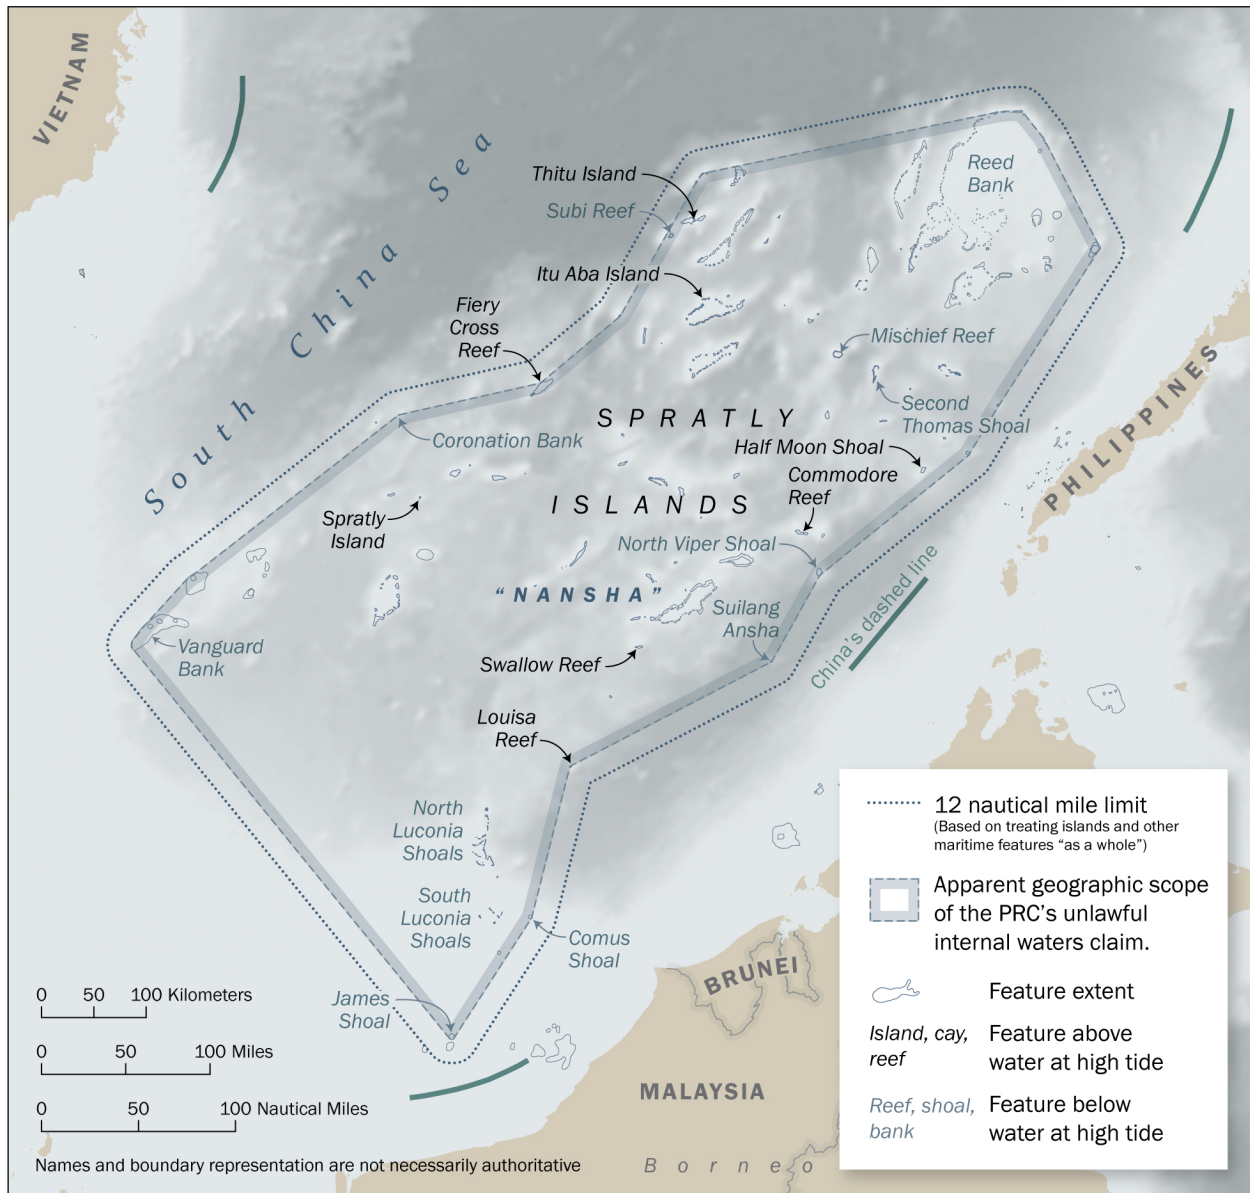 VIETNAM
South China Sea
Thitu Island
Subi Reef
Itu Aba Island
Fiery
Cross
Reef
Reed
Bank
Mischief Reef
Second
Thomas Shoal
Coronation Bank
SPRATLY
ISLANDS
Half Moon Shoal
Commodore
Reef
PHILIPPINES
Spratly
Island
North Viper Shoal
“NANSHA”
Suilang
Ansha
China’s dashed line
Vanguard
Bank
Swallow Reef
Louisa
Reef
North
Luconia
Shoals
South
Luconia
Shoals
Comus
Shoal
James
Shoal
BRUNEI
MALAYSIA
Borneo
0 50 100 Kilometers
0 50 100 Miles
0 50 100 Nautical Miles
Names and boundary representation are not necessarily authoritative
12 nautical mile limit
(Based on treating islands and other
maritime features “as a whole”)
Apparent geographic scope
of the PRC’s unlawful
internal waters claim.
Feature extent
Island, cay,
reef
Feature above
water at high tide
Reef, shoal,
bank
Feature below
water at high tide